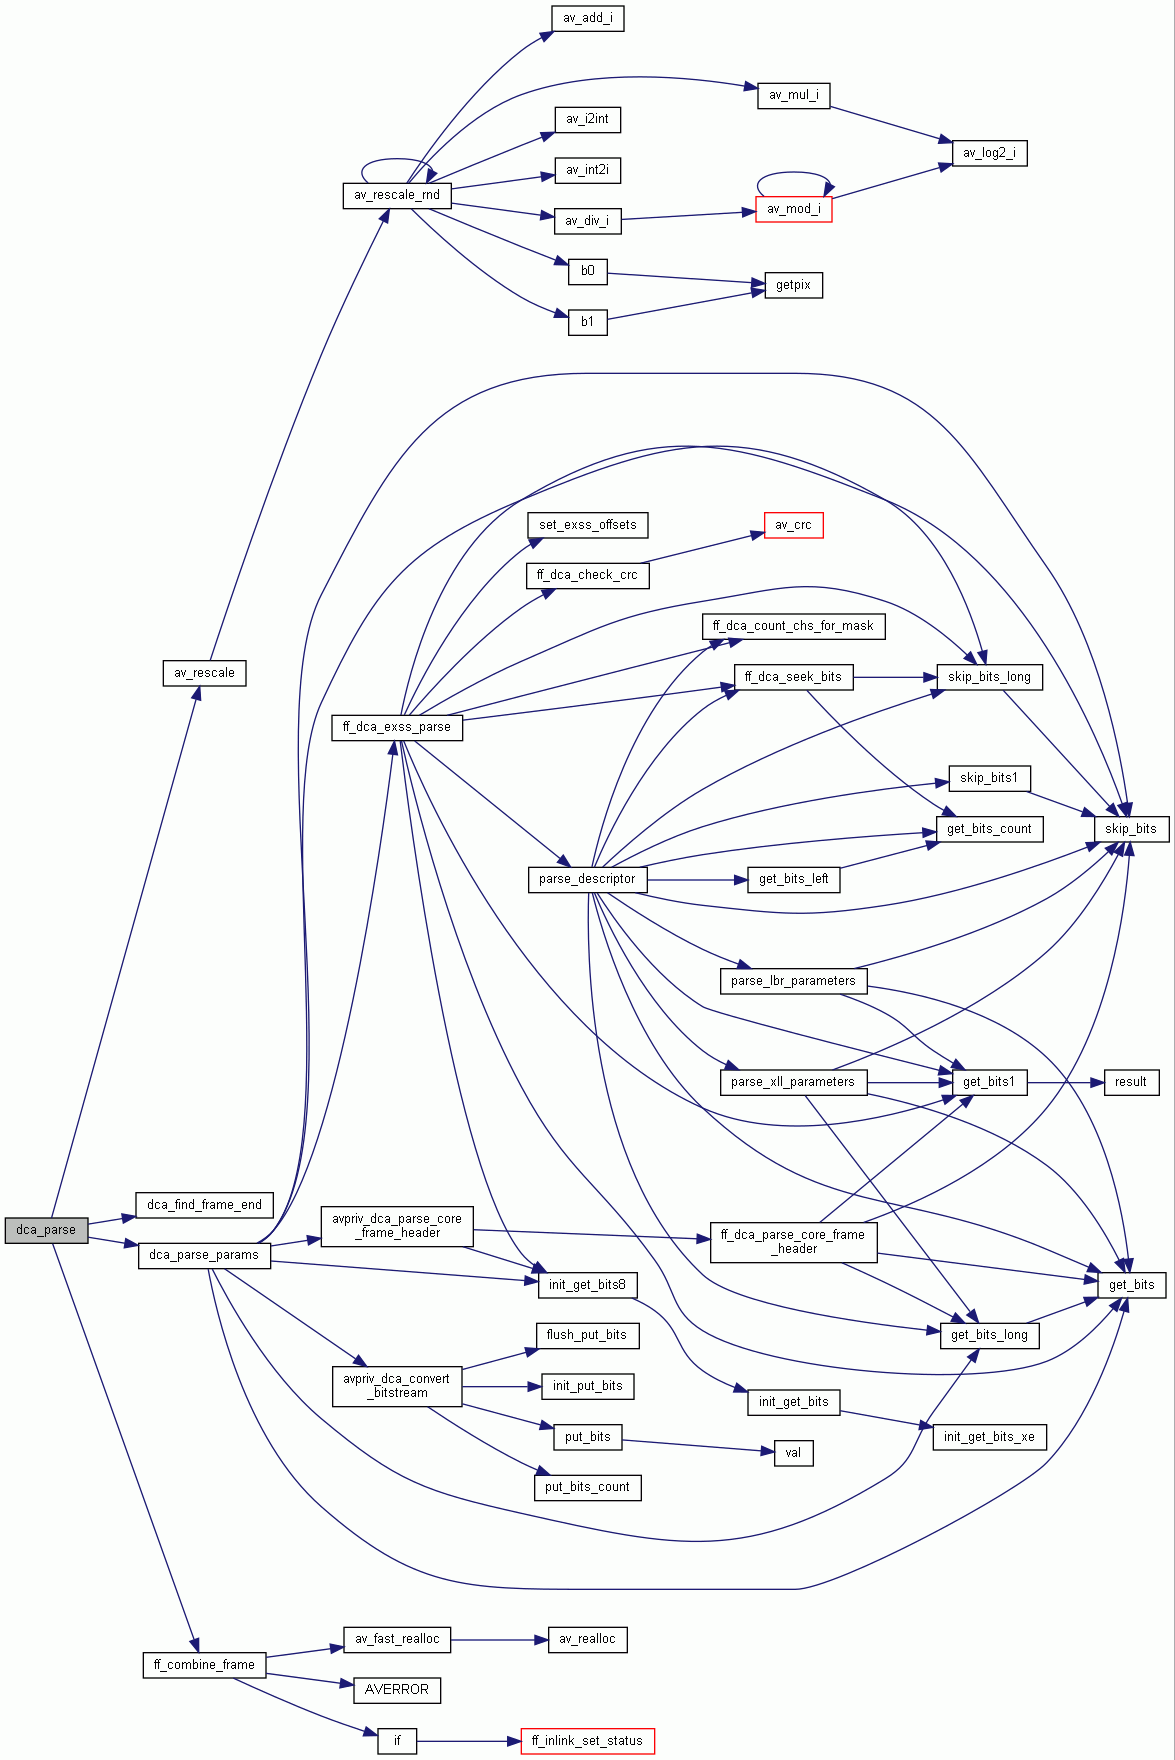 av_add_i
av_mul_i
av_i2int
av_log2_i
av_int2i
av_rescale_rnd
av_mod_i
av_div_i
b0
getpix
b1
set_exss_offsets
av_crc
ff_dca_check_crc
ff_dca_count_chs_for_mask
av_rescale
ff_dca_seek_bits
skip_bits_long
ff_dca_exss_parse
skip_bits1
get_bits_count
skip_bits
parse_descriptor
get_bits_left
parse_lbr_parameters
parse_xll_parameters
get_bits1
result
dca_find_frame_end
dca_parse
avpriv_dca_parse_core
_frame_header
dca_parse_params
ff_dca_parse_core_frame
_header
init_get_bits8
get_bits
flush_put_bits
get_bits_long
avpriv_dca_convert
_bitstream
init_put_bits
init_get_bits
put_bits
init_get_bits_xe
val
put_bits_count
av_fast_realloc
av_realloc
ff_combine_frame
AVERROR
if
ff_inlink_set_status